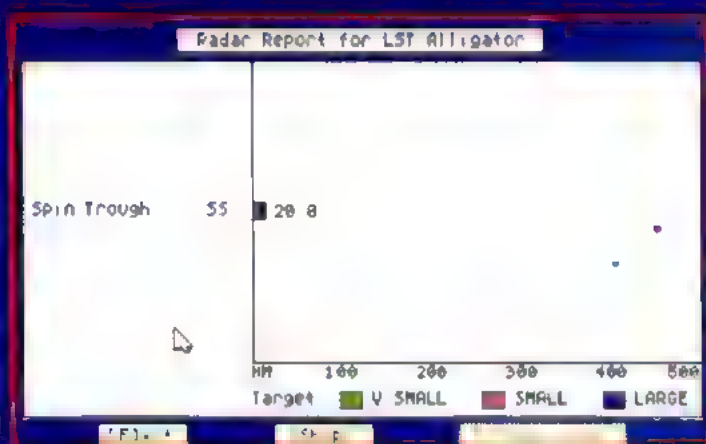 Radar Report for LST Alligator
Spin Trough 55 20 8
NM 100 200 300 400 500
Target V SMALL SMALL LARGE